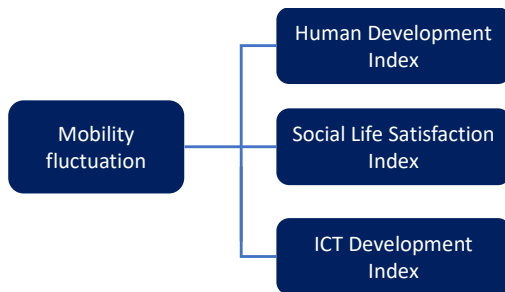 Human Development
Index
Mobility
fluctuation
Social Life Satisfaction
Index
ICT Development
Index